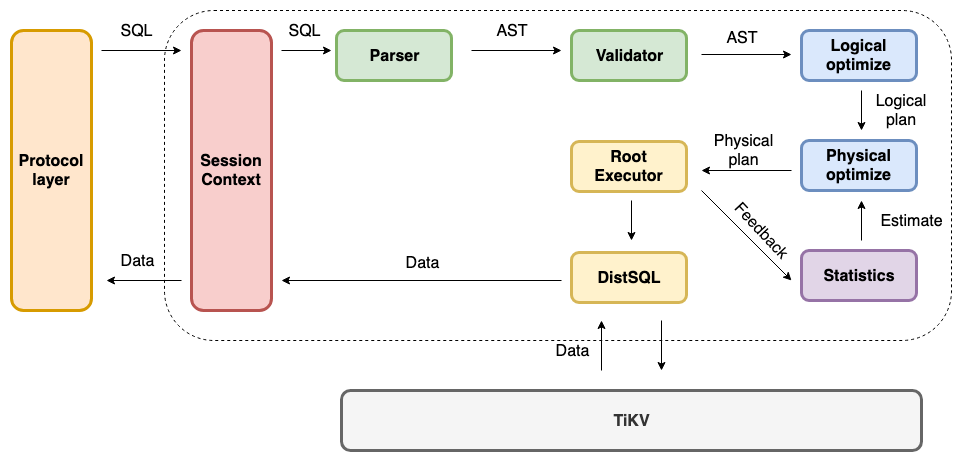 SQL
SQL
AST
AST
Parser
Validator
Logical
optimize
Logical
plan
Protocol
layer
Session
Context
Root
Executor
Physical
plan
Physical
optimize
Feedback
Estimate
Data
Data
DistSQL
Statistics
Data
TiKV